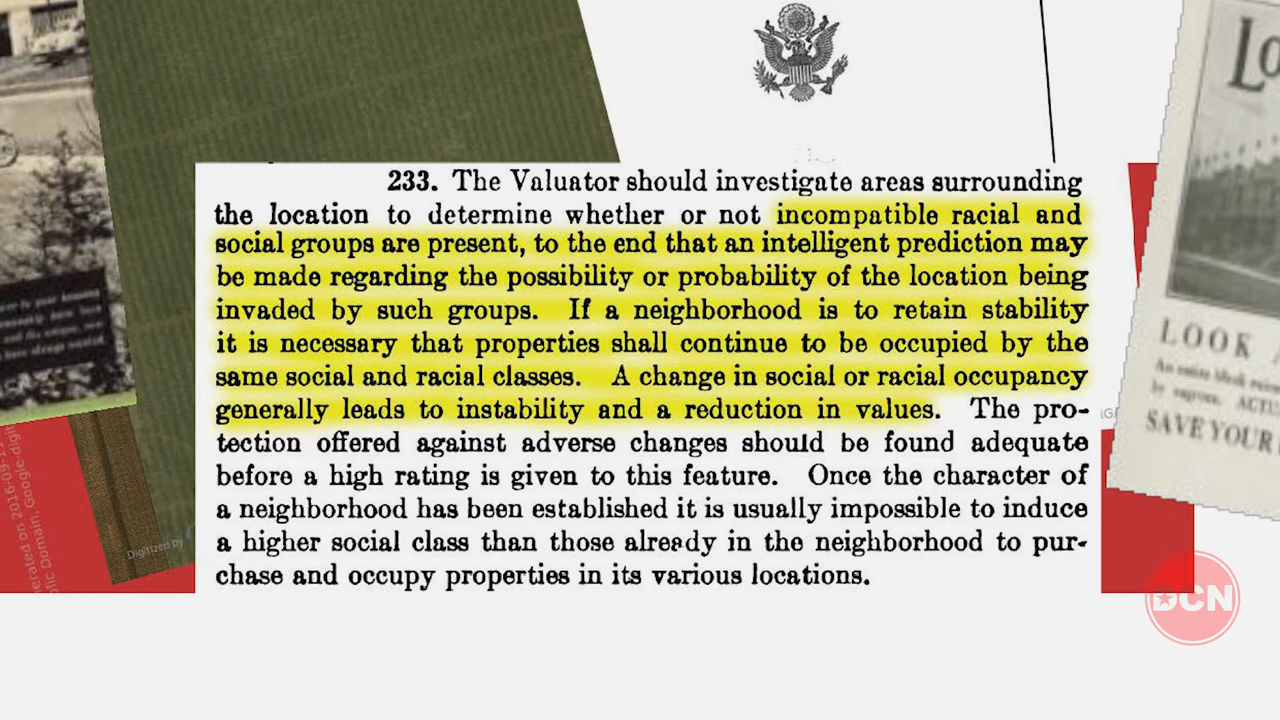 233. The Valuator should investigate areas surrounding
the location to determine whether or not incompatible racial and
social groups are present, to the end that an intelligent prediction may
be made regarding the possibility or probability of the location being
invaded by such groups. If a neighborhood is to retain stability
it is necessary that properties shall continue to be occupied by the
same social and racial classes. A change in social or racial occupancy
generally leads to instability and a reduction in values. The pro-
tection offered against adverse changes should be found adequate
before a high rating is given to this feature. Once the character of
a neighborhood has been established it is usually impossible to induce
a higher social class than those already in the neighborhood to pur-
chase and occupy properties in its various locations.
LOOK
SAVE YOUR
Digitized by
DCN